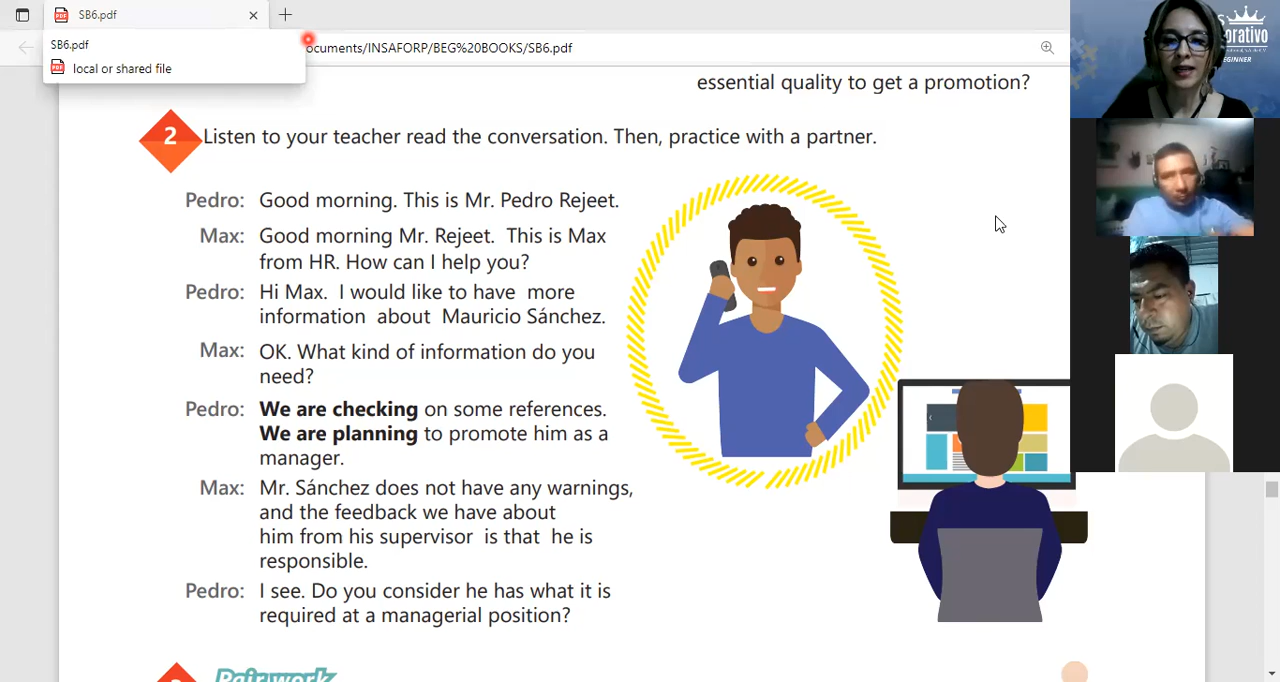 SB6.pdf
SB6.pdf
local or shared file
ocuments/INSAFORP/BEG%20BOOKS/SB6.pdf
orativo
EGINNER
essential quality to get a promotion?
2 Listen to your teacher read the conversation. Then, practice with a partner.
Pedro: Good morning. This is Mr. Pedro Rejeet.
Max: Good morning Mr. Rejeet. This is Max
from HR. How can I help you?
Pedro: Hi Max. I would like to have more
information about Mauricio Sánchez.
Max: OK. What kind of information do you
need?
Pedro: We are checking on some references.
We are planning to promote him as a
manager.
Max: Mr. Sánchez does not have any warnings,
and the feedback we have about
him from his supervisor is that he is
responsible.
Pedro: I see. Do you consider he has what it is
required at a managerial position?
Pair work